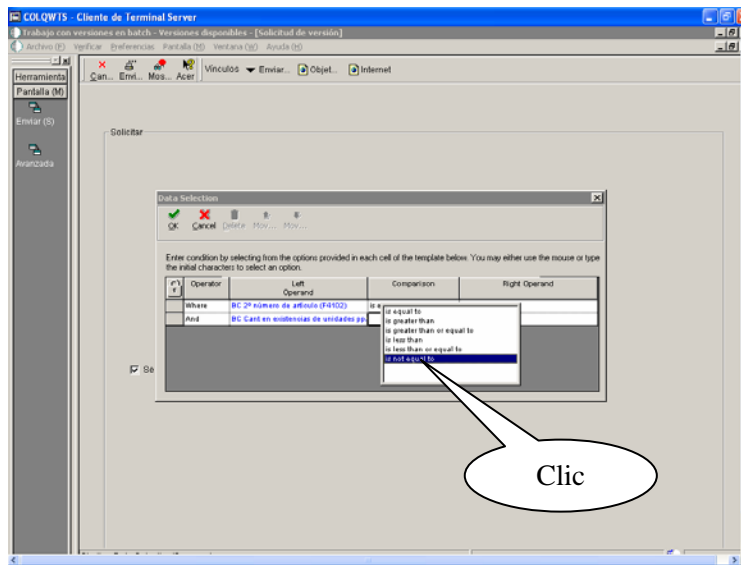 COLQWTS - Cliente de Terminal Server
Trabajo con versiones en batch - Versiones disponibles - [Solicitud de versión]
Archivo (F) Verificar Preferencias Pantalla (M) Ventana (W) Ayuda (H)
Can... Envi... Mos... Acer Vínculos Enviar... Objet... Internet
Herramienta
Pantalla (M)
Enviar (S)
Avanzada
Solicitar
Data Selection
OK Cancel Delete Mov... Mov...
Enter condition by selecting from the options provided in each cell of the template below. You may either use the mouse or type
the initial characters to select an option.
Operator Left Operand Comparison Right Operand
Where BC 2º número de artículo (F4102) is e
And BC Cant en existencias de unidades pp
is equal to
is greater than
is greater than or equal to
is less than
is less than or equal to
is not equal to
Se
Clic